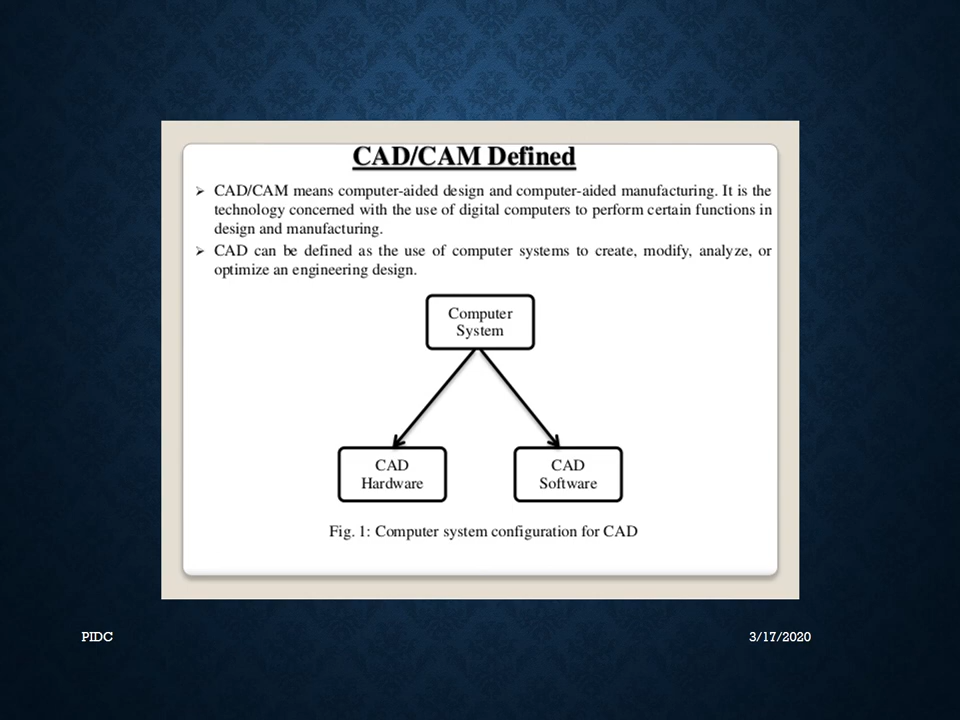 CAD/CAM Defined
➢ CAD/CAM means computer-aided design and computer-aided manufacturing. It is the
technology concerned with the use of digital computers to perform certain functions in
design and manufacturing.
➢ CAD can be defined as the use of computer systems to create, modify, analyze, or
optimize an engineering design.
Computer
System
CAD
Hardware
CAD
Software
Fig. 1: Computer system configuration for CAD
PIDC
3/17/2020